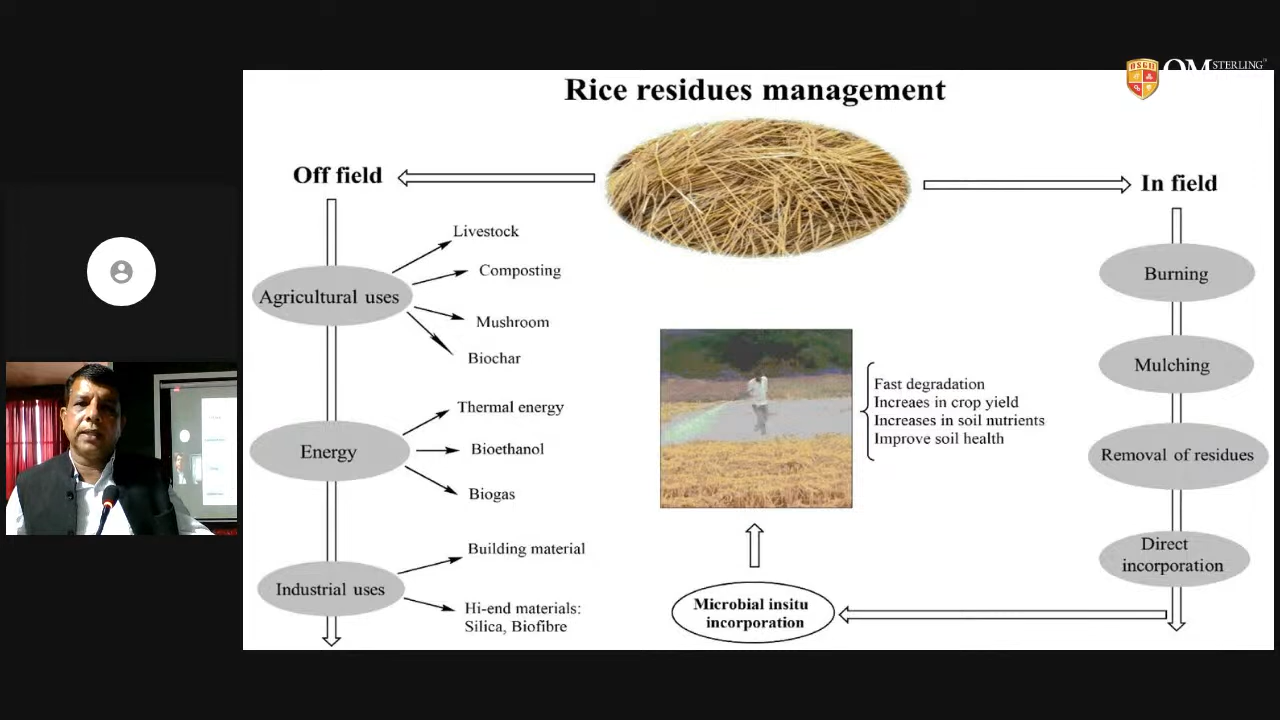 Rice residues management
OSGU
OM STERLING
Off field
In field
Livestock
Composting
Agricultural uses
Mushroom
Biochar
Thermal energy
Energy
Bioethanol
Biogas
Building material
Industrial uses
Hi-end materials:
Silica, Biofibre
Fast degradation
Increaes in crop yield
Increases in soil nutrients
Improve soil health
Microbial insitu
incorporation
Burning
Mulching
Removal of residues
Direct
incorporation